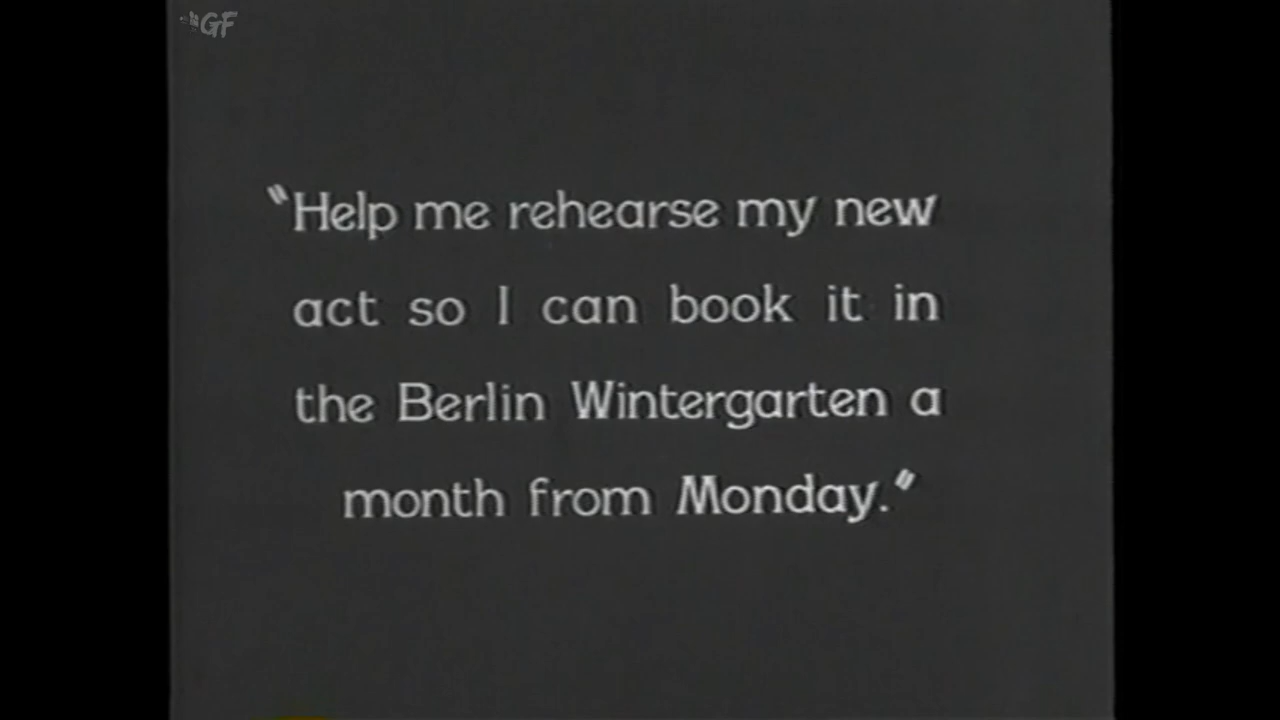 GF
"Help me rehearse my new
act so I can book it in
the Berlin Wintergarten a
month from Monday."